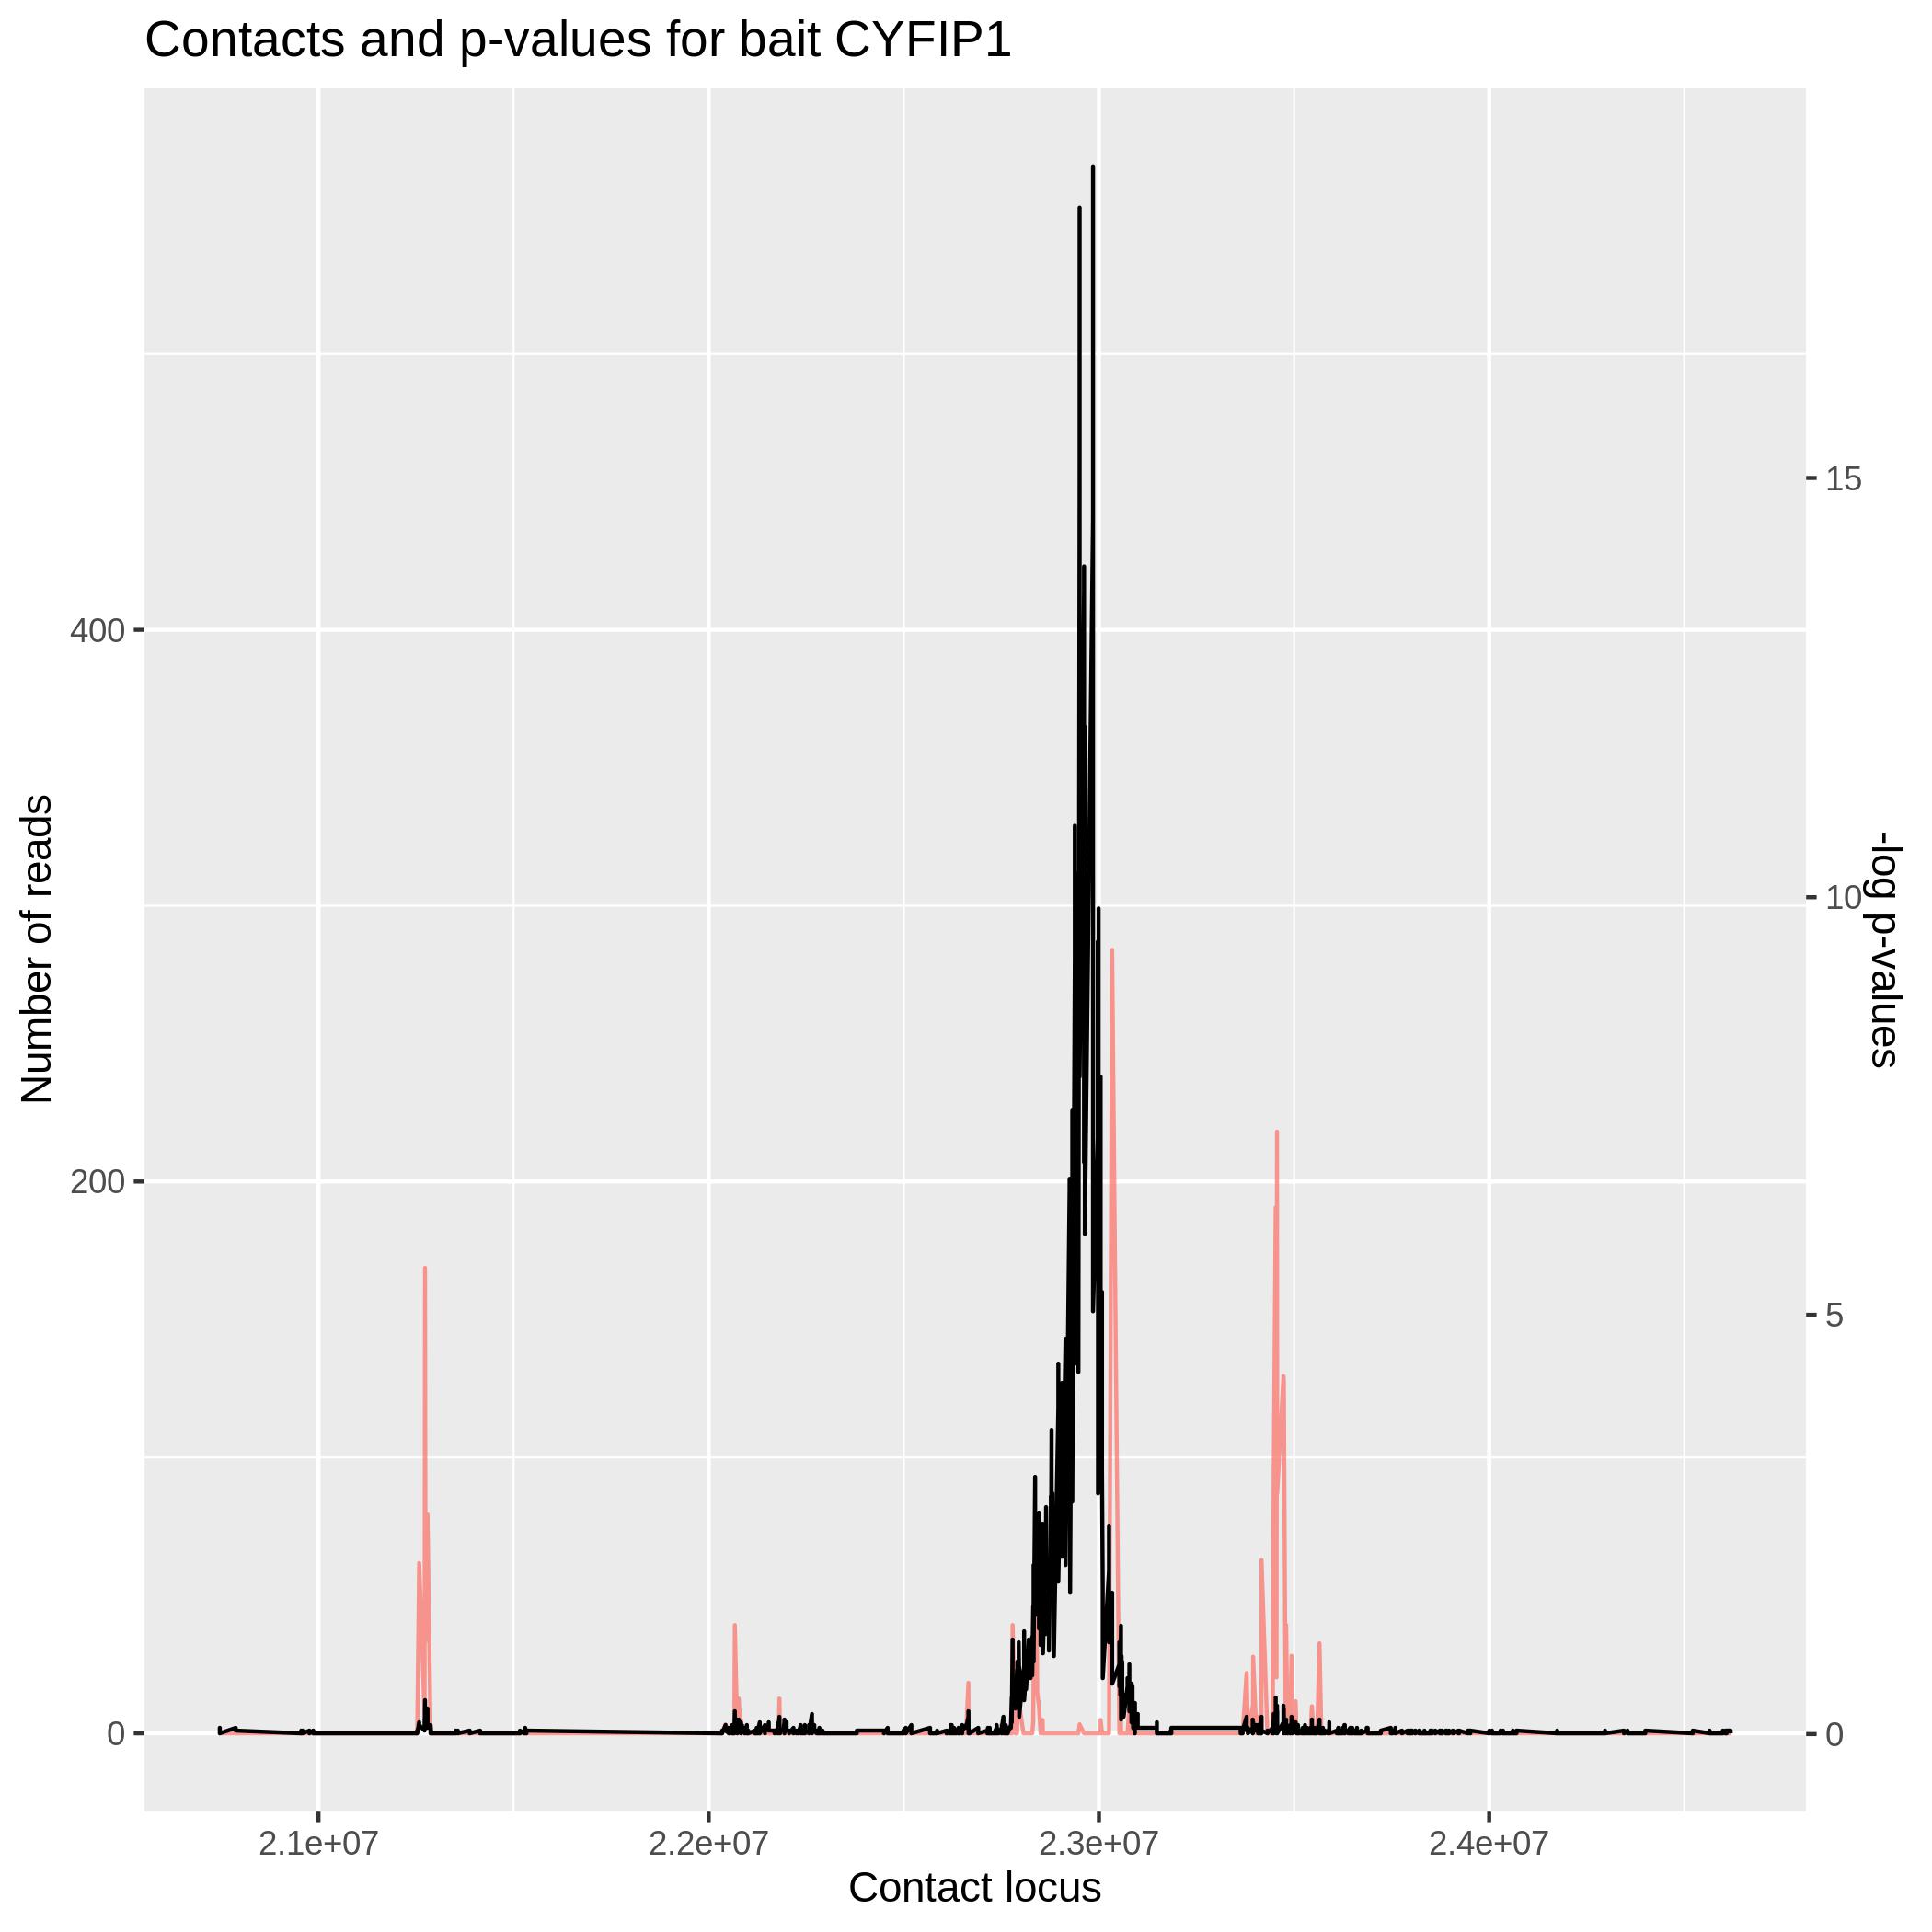 Contacts and p-values for bait CYFIP1
Number of reads
400
200
0
15
10
5
0
-log p-values
2.1e+07
2.2e+07
2.3e+07
2.4e+07
Contact locus